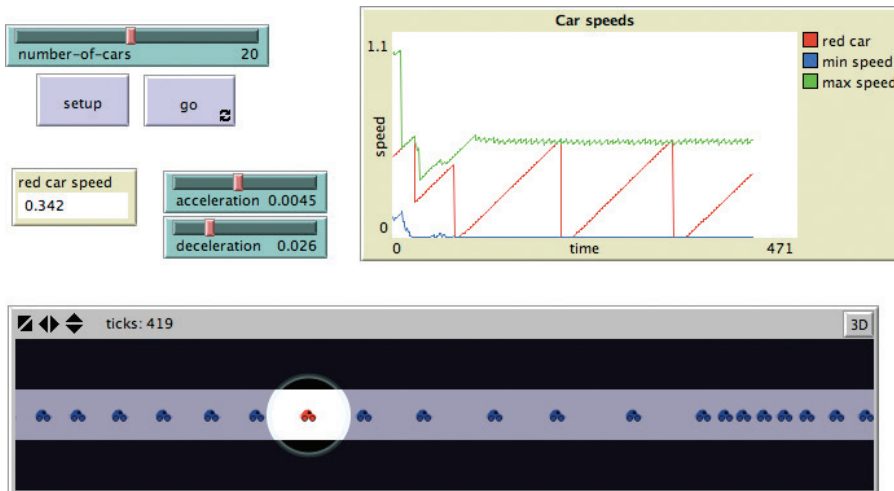 number-of-cars 20
setup
go
red car speed
0.342
acceleration 0.0045
deceleration 0.026
Car speeds
1.1
speed
0
0 time 471
red car
min speed
max speed
ticks: 419
3D